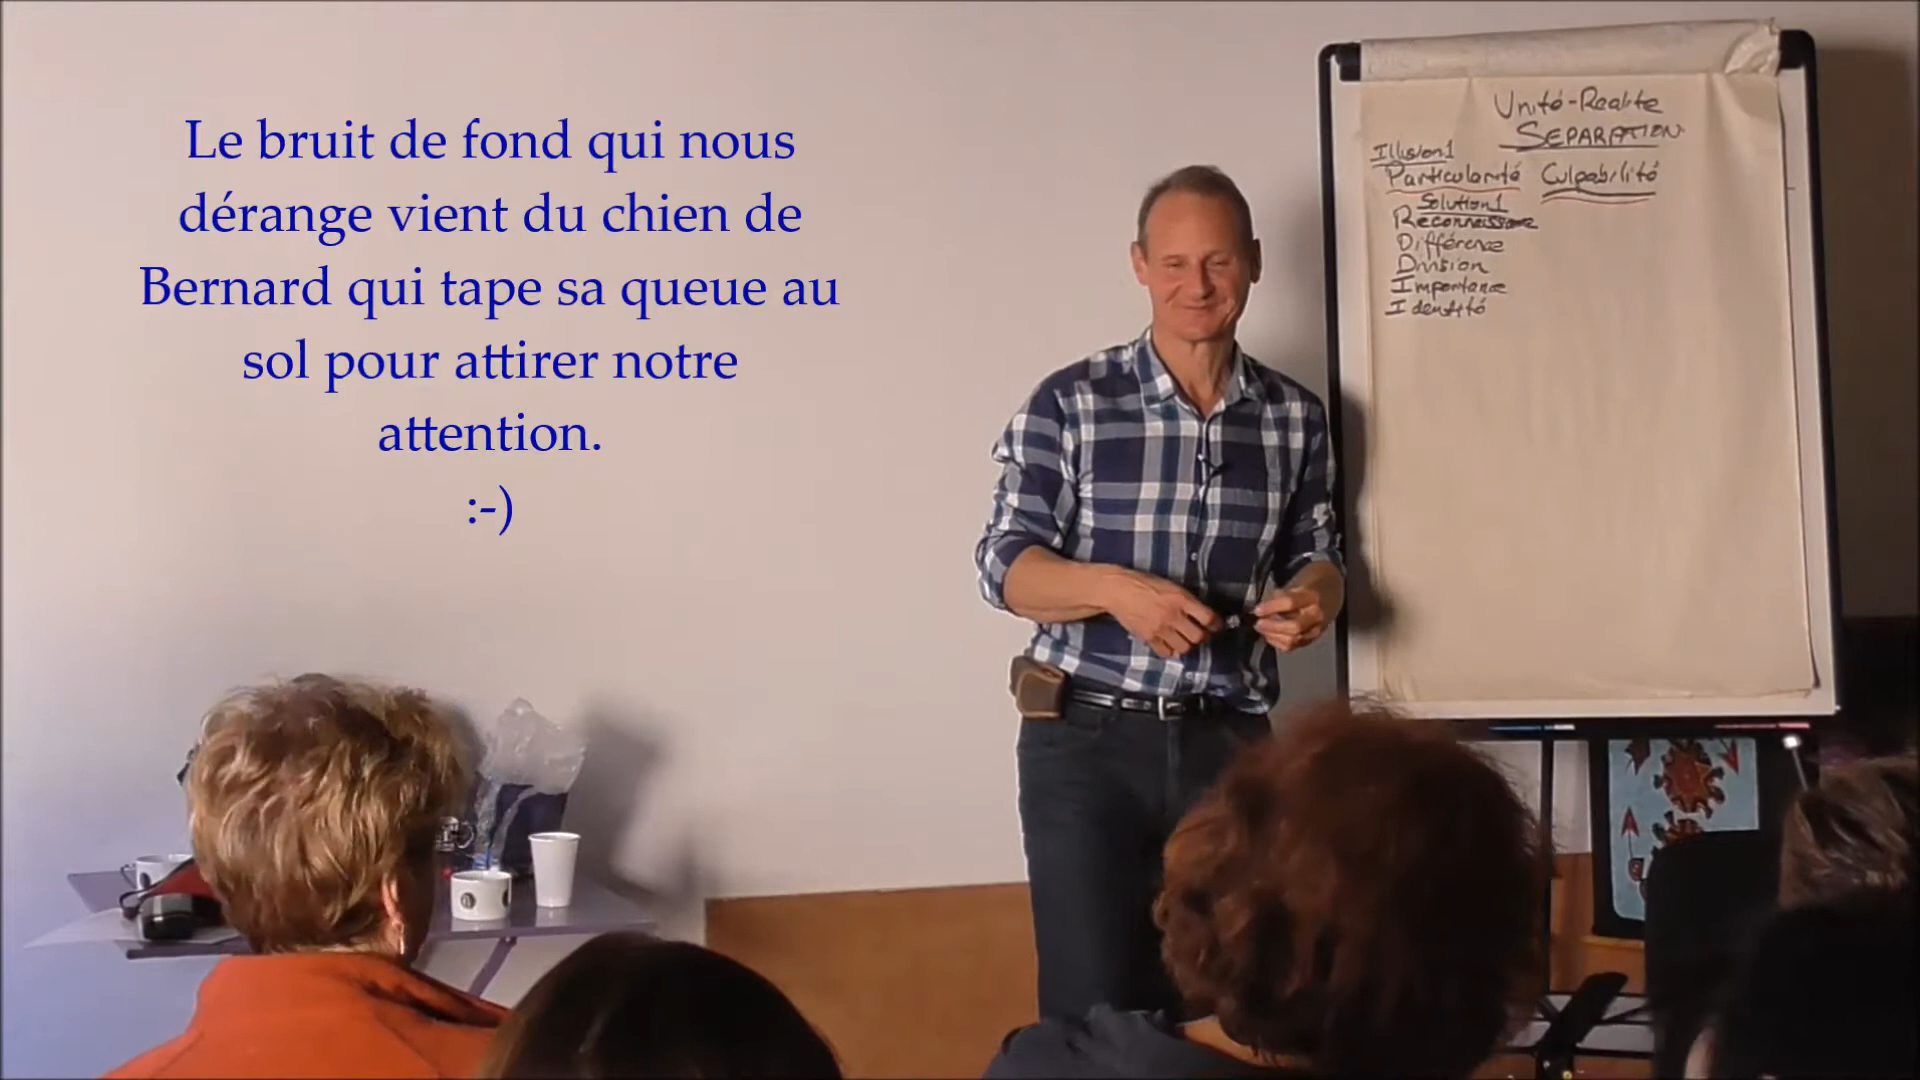 Le bruit de fond qui nous
dérange vient du chien de
Bernard qui tape sa queue au
sol pour attirer notre
attention.
:-)
Unité-Realite
SEPARATION
Illusion1
Particularité Culpabilité
Solution1
Reconnaissance
Différence
Division
Importance
Identité